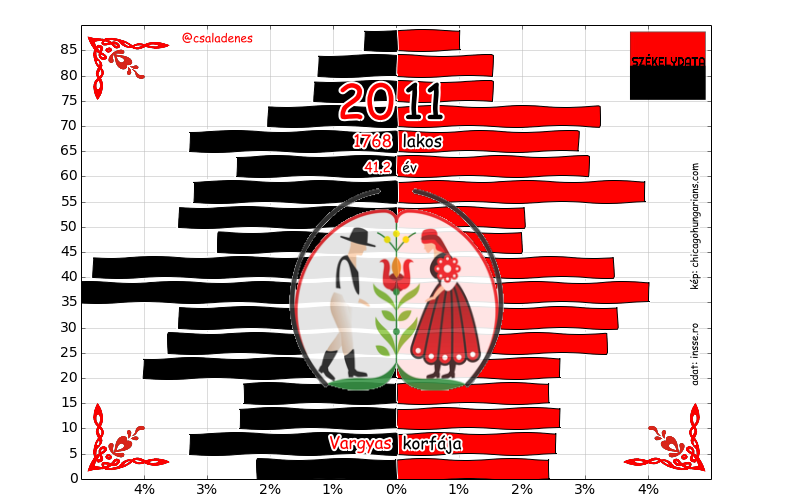 @csaladenes
SZÉKELYDATA
2011
1768 lakos
41,2 év
kép: chicagohungarians.com
adat: insse.ro
Vargyas korfája
85
80
75
70
65
60
55
50
45
40
35
30
25
20
15
10
5
0
4% 3% 2% 1% 0% 1% 2% 3% 4%